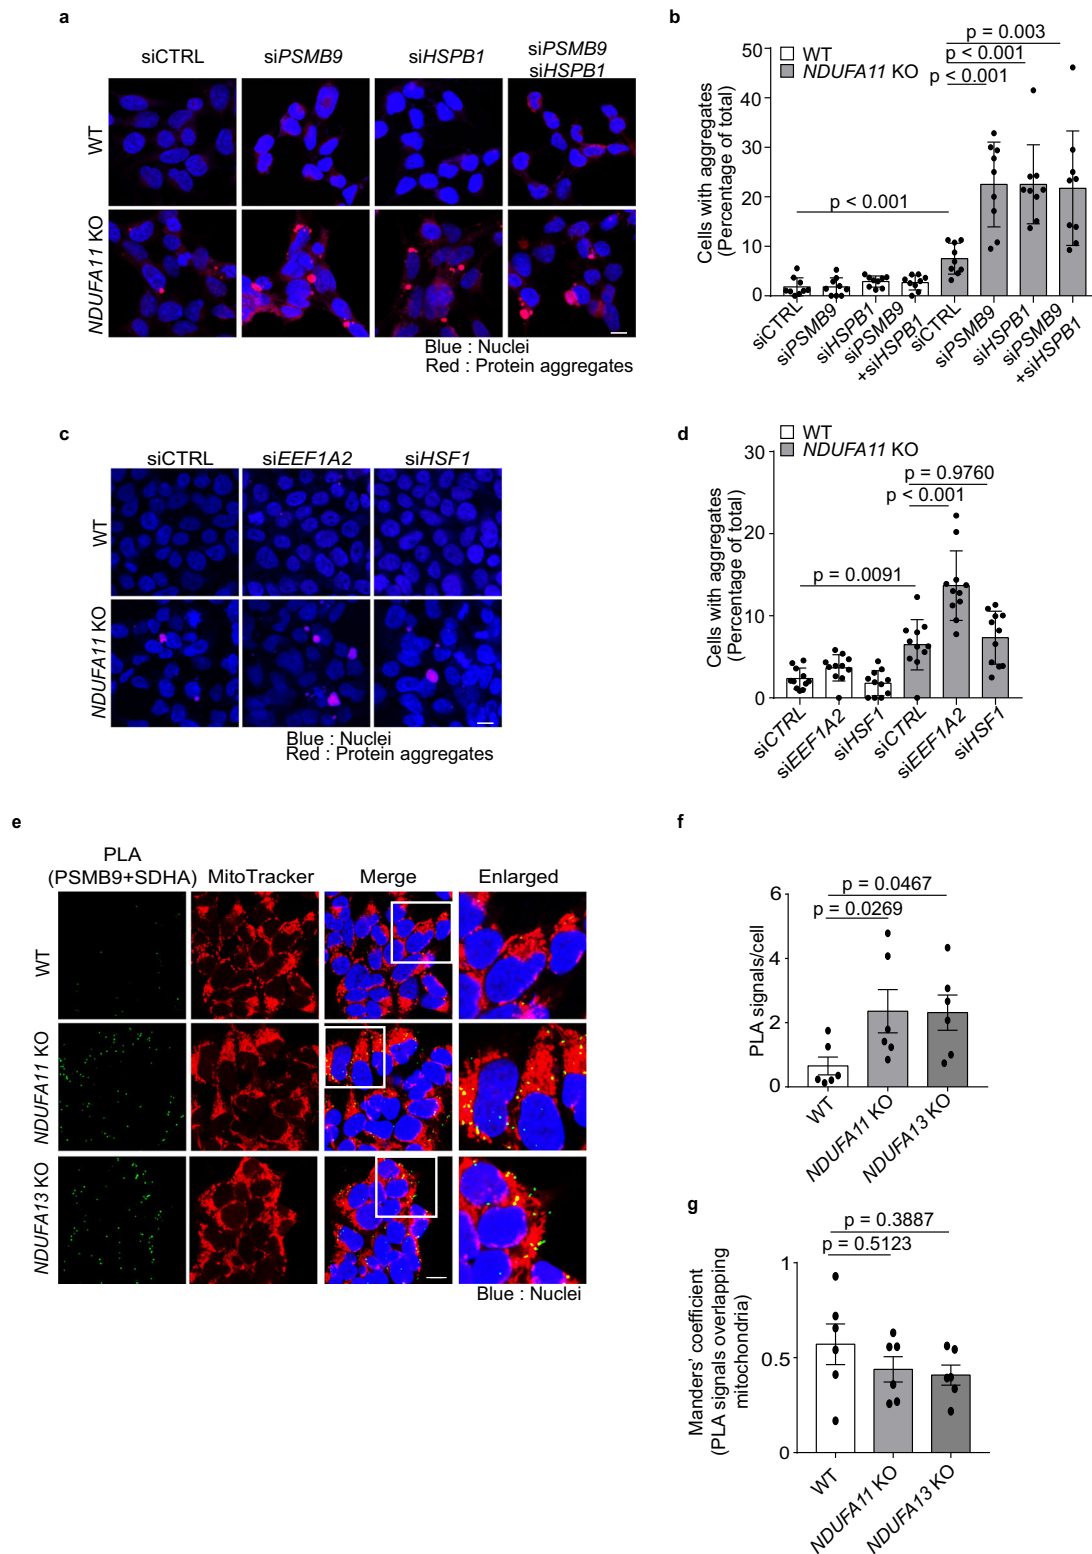 a
siCTRL
siPSMB9
siHSPB1
siPSMB9
siHSPB1
WT
NDUFA11 KO
Blue : Nuclei
Red : Protein aggregates
b
WT
NDUFA11 KO
p = 0.003
p < 0.001
p < 0.001
p < 0.001
Cells with aggregates
(Percentage of total)
50
40
30
20
10
0
siCTRL
siPSMB9
siHSPB1
siPSMB9
+siHSPB1
siCTRL
siPSMB9
siHSPB1
siPSMB9
+siHSPB1
c
siCTRL
siEEF1A2
siHSF1
WT
NDUFA11 KO
Blue : Nuclei
Red : Protein aggregates
d
WT
NDUFA11 KO
p = 0.9760
p < 0.001
p = 0.0091
Cells with aggregates
(Percentage of total)
30
20
10
0
siCTRL
siEEF1A2
siHSF1
siCTRL
siEEF1A2
siHSF1
e
PLA
(PSMB9+SDHA)
MitoTracker
Merge
Enlarged
WT
NDUFA11 KO
NDUFA13 KO
Blue : Nuclei
f
p = 0.0467
p = 0.0269
PLA signals/cell
6
4
2
0
WT
NDUFA11 KO
NDUFA13 KO
g
p = 0.3887
p = 0.5123
Manders' coefficient
(PLA signals overlapping
mitochondria)
1
0.5
0
WT
NDUFA11 KO
NDUFA13 KO